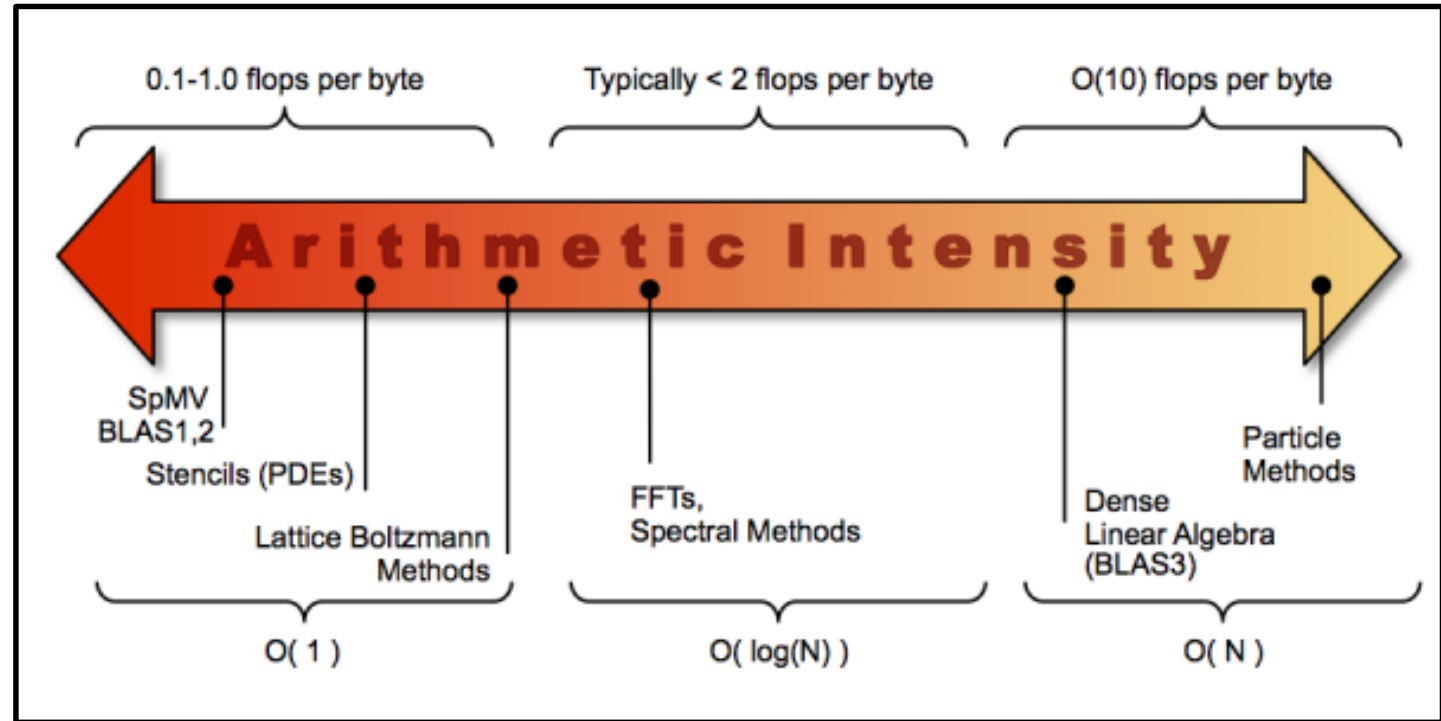 0.1-1.0 flops per byte
Typically < 2 flops per byte
O(10) flops per byte
Arithmetic Intensity
SpMV
BLAS1,2
Stencils (PDEs)
Lattice Boltzmann
Methods
FFTs,
Spectral Methods
Dense
Linear Algebra
(BLAS3)
Particle
Methods
O( 1 )
O( log(N) )
O( N )